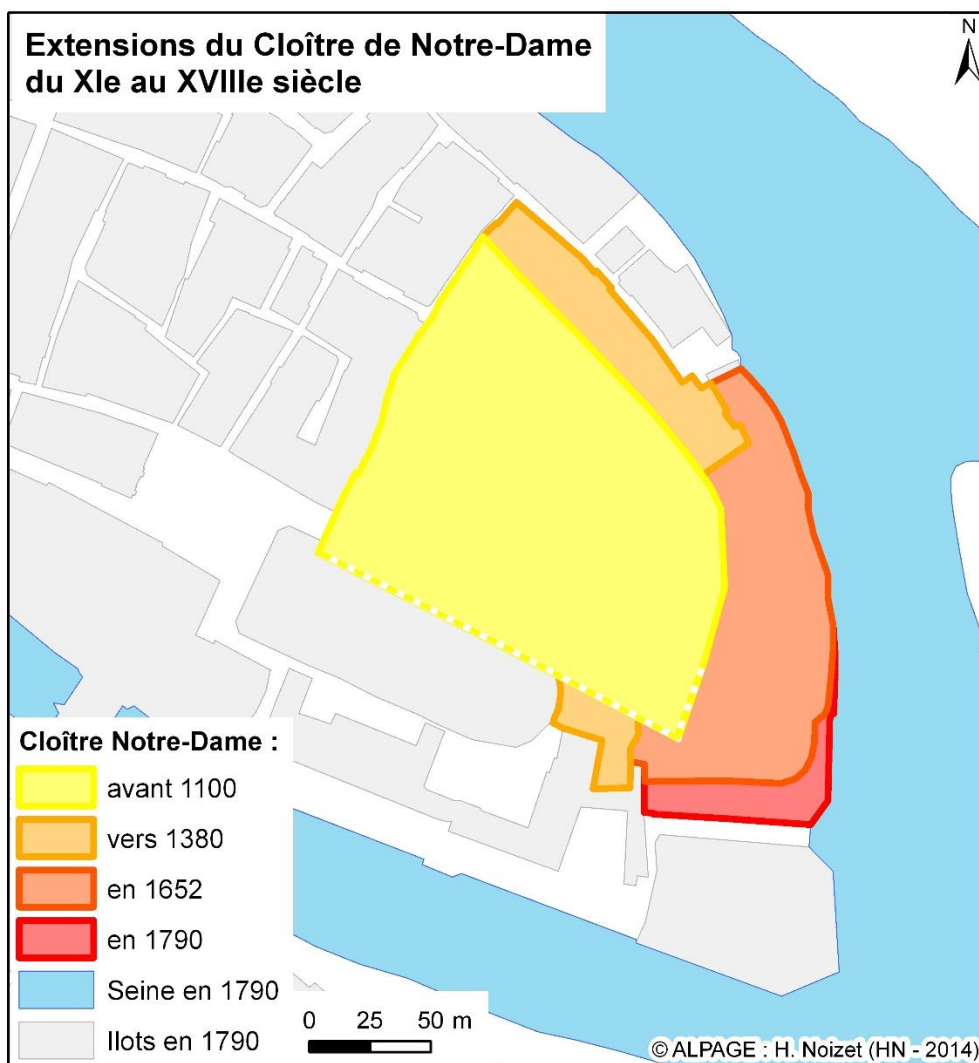 Extensions du Cloître de Notre-Dame
du XIe au XVIIIe siècle
N
Cloître Notre-Dame :
avant 1100
vers 1380
en 1652
en 1790
Seine en 1790
Ilots en 1790
0 25 50 m
© ALPAGE : H. Noizet (HN - 2014)